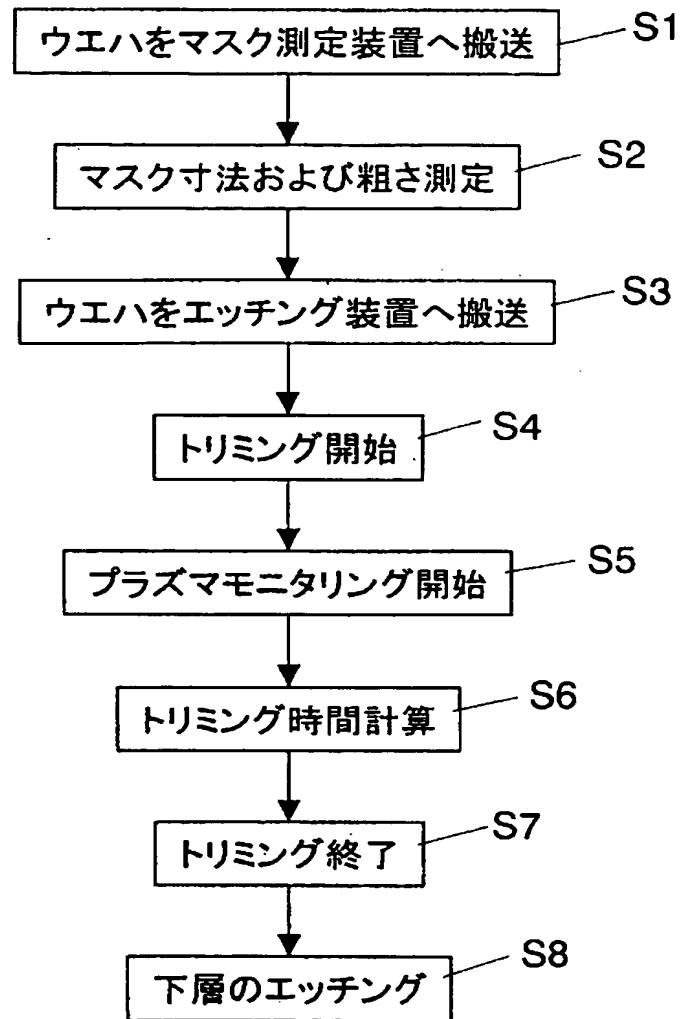 ウエハをマスク測定装置へ搬送 S1
マスク寸法および粗さ測定 S2
ウエハをエッチング装置へ搬送 S3
トリミング開始 S4
プラズマモニタリング開始 S5
トリミング時間計算 S6
トリミング終了 S7
下層のエッチング S8